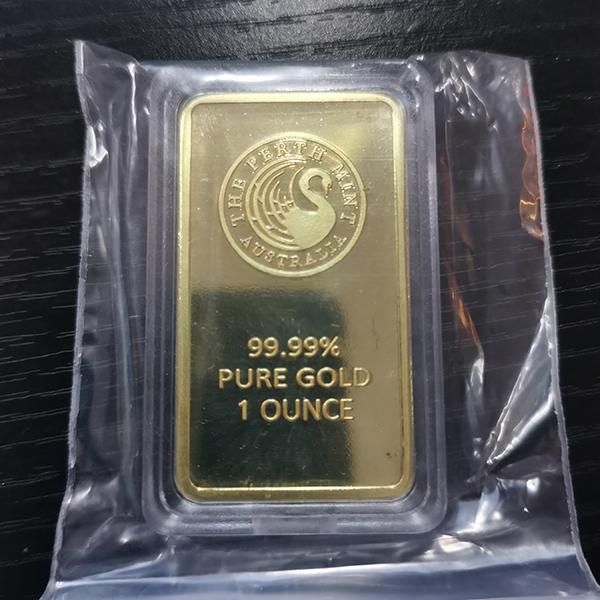 THE PERTH MINT
AUSTRALIA
99.99%
PURE GOLD
1 OUNCE